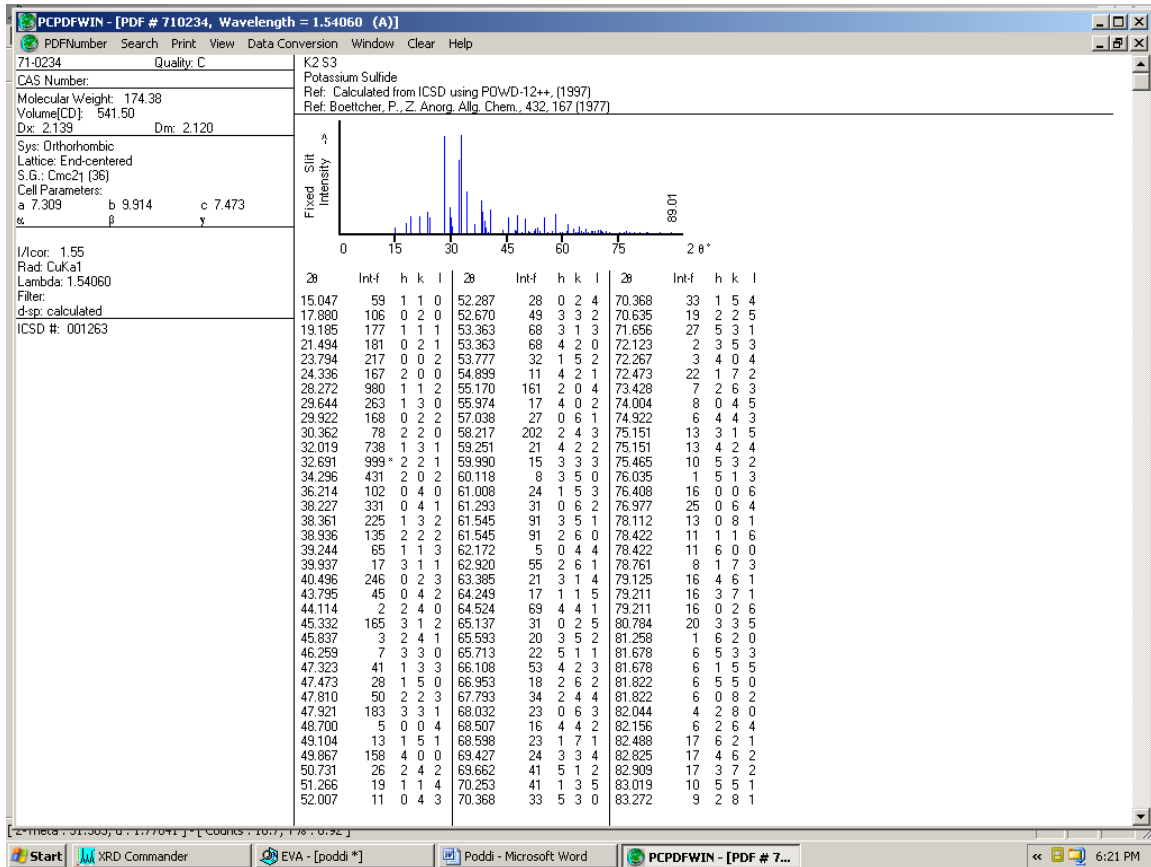 PCPDFWIN - [PDF # 710234, Wavelength = 1.54060 (A)]
PDFNumber Search Print View Data Conversion Window Clear Help
71-0234 Quality: C
CAS Number:
Molecular Weight: 174.38
Volume[CD]: 541.50
Dx: 2.139 Dm: 2.120
Sys: Orthorhombic
Lattice: End-centered
S.G.: Cmc21 (36)
Cell Parameters:
a 7.309 b 9.914 c 7.473
α β γ
I/Icor: 1.55
Rad: CuKa1
Lambda: 1.54060
Filter:
d-sp: calculated
ICSD #: 001263
K2 S3
Potassium Sulfide
Ref: Calculated from ICSD using POWD-12++, (1997)
Ref: Boettcher, P., Z. Anorg. Allg. Chem., 432, 167 (1977)
Fixed Slit
Intensity ->
89.01
0 15 30 45 60 75 2 θ°
2θ Int-f h k l 2θ Int-f h k l 2θ Int-f h k l
15.047 59 1 1 0 52.287 28 0 2 4 70.368 33 1 5 4
17.880 106 0 2 0 52.670 49 3 3 2 70.635 19 2 2 5
19.185 177 1 1 1 53.363 68 3 1 3 71.656 27 5 3 1
21.494 181 0 2 1 53.363 68 4 2 0 72.123 2 3 5 3
23.794 217 0 0 2 53.777 32 1 5 2 72.267 3 4 0 4
24.336 167 2 0 0 54.899 11 4 2 1 72.473 22 1 7 2
28.272 980 1 1 2 55.170 161 2 0 4 73.428 7 2 6 3
29.644 263 1 3 0 55.974 17 4 0 2 74.004 8 0 4 5
29.922 168 0 2 2 57.038 27 0 6 1 74.922 6 4 4 3
30.362 78 2 2 0 58.217 202 2 4 3 75.151 13 3 1 5
32.019 738 1 3 1 59.251 21 4 2 2 75.151 13 4 2 4
32.691 999 * 2 2 1 59.990 15 3 3 3 75.465 10 5 3 2
34.296 431 2 0 2 60.118 8 3 5 0 76.035 1 5 1 3
36.214 102 0 4 0 61.008 24 1 5 3 76.408 16 0 0 6
38.227 331 0 4 1 61.293 31 0 6 2 76.977 25 0 6 4
38.361 225 1 3 2 61.545 91 3 5 1 78.112 13 0 8 1
38.936 135 2 2 2 61.545 91 2 6 0 78.422 11 1 1 6
39.244 65 1 1 3 62.172 5 0 4 4 78.422 11 6 0 0
39.937 17 3 1 1 62.920 55 2 6 1 78.761 8 1 7 3
40.496 246 0 2 3 63.385 21 3 1 4 79.125 16 4 6 1
43.795 45 0 4 2 64.249 17 1 1 5 79.211 16 3 7 1
44.114 2 2 4 0 64.524 69 4 4 1 79.211 16 0 2 6
45.332 165 3 1 2 65.137 31 0 2 5 80.784 20 3 3 5
45.837 3 2 4 1 65.593 20 3 5 2 81.258 1 6 2 0
46.259 7 3 3 0 65.713 22 5 1 1 81.678 6 5 3 3
47.323 41 1 3 3 66.108 53 4 2 3 81.678 6 1 5 5
47.473 28 1 5 0 66.953 18 2 6 2 81.822 6 5 5 0
47.810 50 2 2 3 67.793 34 2 4 4 81.822 6 0 8 2
47.921 183 3 3 1 68.032 23 0 6 3 82.044 4 2 8 0
48.700 5 0 0 4 68.507 16 4 4 2 82.156 6 2 6 4
49.104 13 1 5 1 68.598 23 1 7 1 82.488 17 6 2 1
49.867 158 4 0 0 69.427 24 3 3 4 82.825 17 4 6 2
50.731 26 2 4 2 69.662 41 5 1 2 82.909 17 3 7 2
51.266 19 1 1 4 70.253 41 1 3 5 83.019 10 5 5 1
52.007 11 0 4 3 70.368 33 5 3 0 83.272 9 2 8 1
Start XRD Commander EVA - [poddi *] Poddi - Microsoft Word PCPDFWIN - [PDF # 7... « 6:21 PM